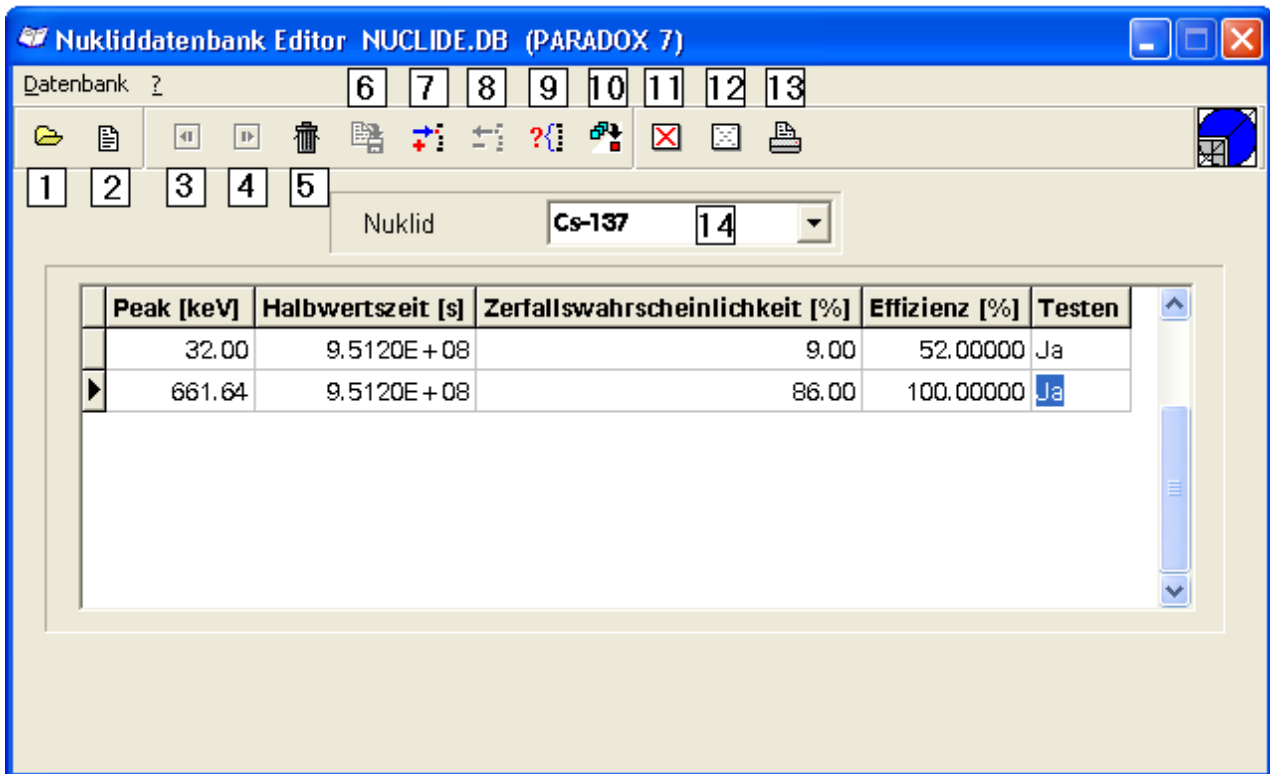 Nukliddatenbank Editor NUCLIDE.DB (PARADOX 7)
Datenbank ?
6 7 8 9 10 11 12 13
?{
1 2 3 4 5
Nuklid Cs-137 14
Peak [keV] Halbwertszeit [s] Zerfallswahrscheinlichkeit [%] Effizienz [%] Testen
32.00 9.5120E+08 9.00 52.00000 Ja
661.64 9.5120E+08 86.00 100.00000 Ja